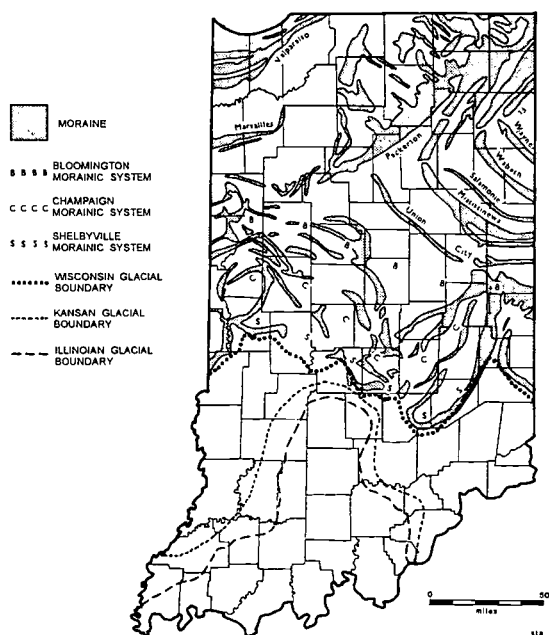 MORAINE
B B B B BLOOMINGTON
MORAINIC SYSTEM
C C C C CHAMPAIGN
MORAINIC SYSTEM
S S S S SHELBYVILLE
MORAINIC SYSTEM
WISCONSIN GLACIAL
BOUNDARY
KANSAN GLACIAL
BOUNDARY
ILLINOIAN GLACIAL
BOUNDARY
Valparaiso
Marseilles
Packerton
Ft. Wayne
Wabash
Salamonie
Mississinewa
Union
City
B
B
B
B
B
C
C
C
C
C
C
S
S
S
S
S
0
50
miles